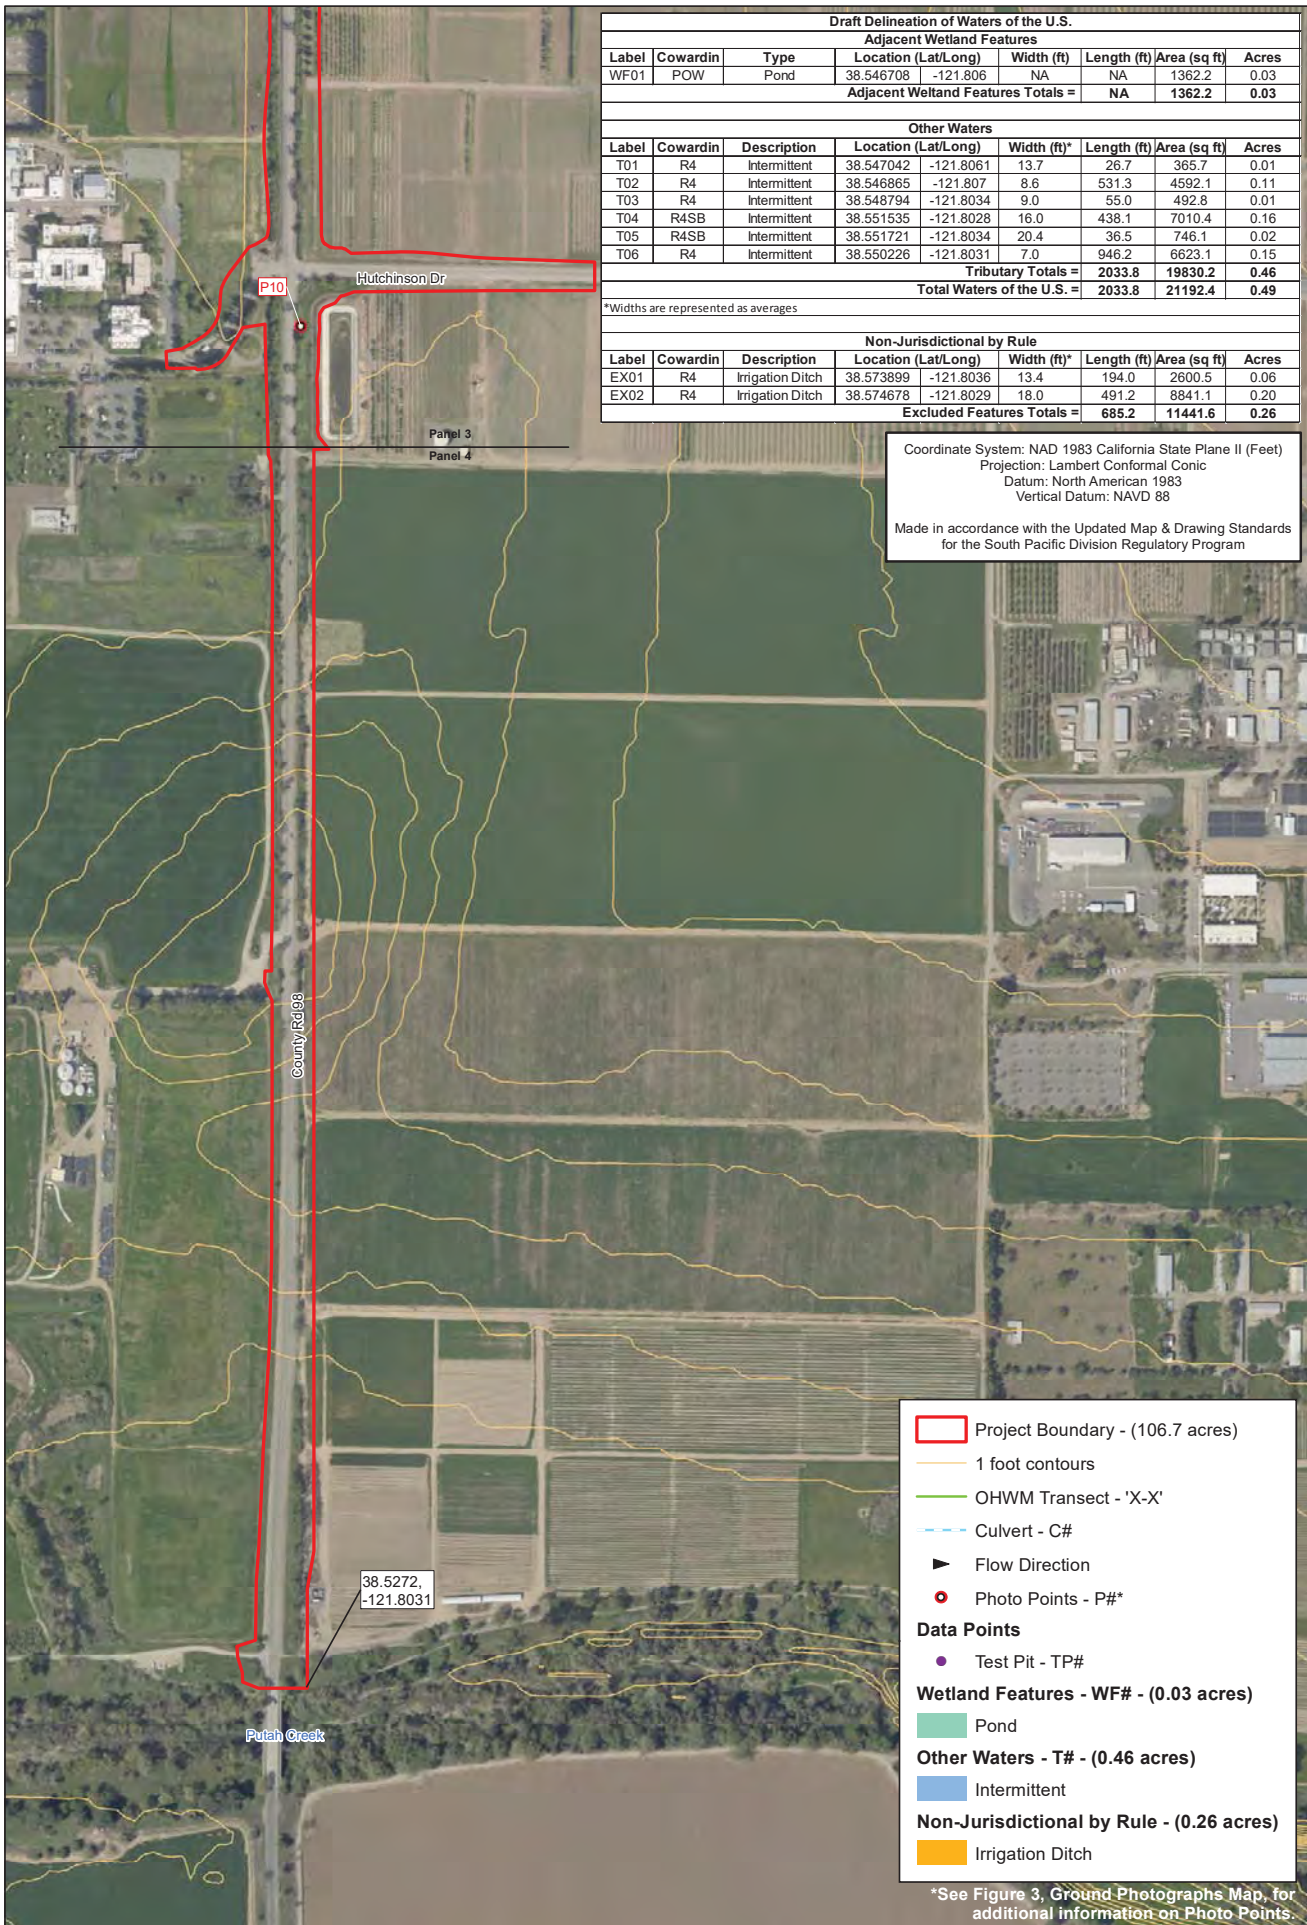 Draft Delineation of Waters of the U.S.
Adjacent Wetland Features
Label Cowardin Type Location (Lat/Long) Width (ft) Length (ft) Area (sq ft) Acres
WF01 POW Pond 38.546708 -121.806 NA NA 1362.2 0.03
Adjacent Weltand Features Totals = NA 1362.2 0.03
Other Waters
Label Cowardin Description Location (Lat/Long) Width (ft)* Length (ft) Area (sq ft) Acres
T01 R4 Intermittent 38.547042 -121.8061 13.7 26.7 365.7 0.01
T02 R4 Intermittent 38.546865 -121.807 8.6 531.3 4592.1 0.11
T03 R4 Intermittent 38.548794 -121.8034 9.0 55.0 492.8 0.01
T04 R4SB Intermittent 38.551535 -121.8028 16.0 438.1 7010.4 0.16
T05 R4SB Intermittent 38.551721 -121.8034 20.4 36.5 746.1 0.02
T06 R4 Intermittent 38.550226 -121.8031 7.0 946.2 6623.1 0.15
Tributary Totals = 2033.8 19830.2 0.46
Total Waters of the U.S. = 2033.8 21192.4 0.49
*Widths are represented as averages
Non-Jurisdictional by Rule
Label Cowardin Description Location (Lat/Long) Width (ft)* Length (ft) Area (sq ft) Acres
EX01 R4 Irrigation Ditch 38.573899 -121.8036 13.4 194.0 2600.5 0.06
EX02 R4 Irrigation Ditch 38.574678 -121.8029 18.0 491.2 8841.1 0.20
Excluded Features Totals = 685.2 11441.6 0.26
Coordinate System: NAD 1983 California State Plane II (Feet)
Projection: Lambert Conformal Conic
Datum: North American 1983
Vertical Datum: NAVD 88
Made in accordance with the Updated Map & Drawing Standards
for the South Pacific Division Regulatory Program
Hutchinson Dr
P10
Panel 3
Panel 4
County Rd 98
38.5272,
-121.8031
Putah Creek
Project Boundary - (106.7 acres)
1 foot contours
OHWM Transect - 'X-X'
Culvert - C#
Flow Direction
Photo Points - P#*
Data Points
Test Pit - TP#
Wetland Features - WF# - (0.03 acres)
Pond
Other Waters - T# - (0.46 acres)
Intermittent
Non-Jurisdictional by Rule - (0.26 acres)
Irrigation Ditch
*See Figure 3, Ground Photographs Map, for
additional information on Photo Points.